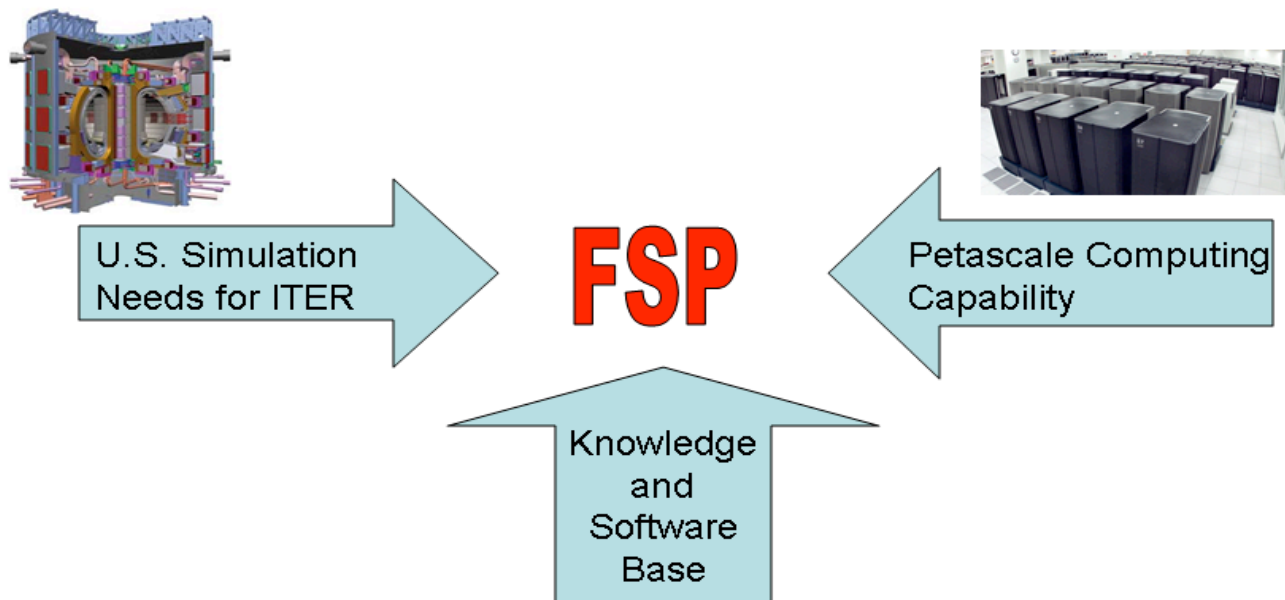 U.S. Simulation
Needs for ITER
FSP
Petascale Computing
Capability
Knowledge
and
Software
Base